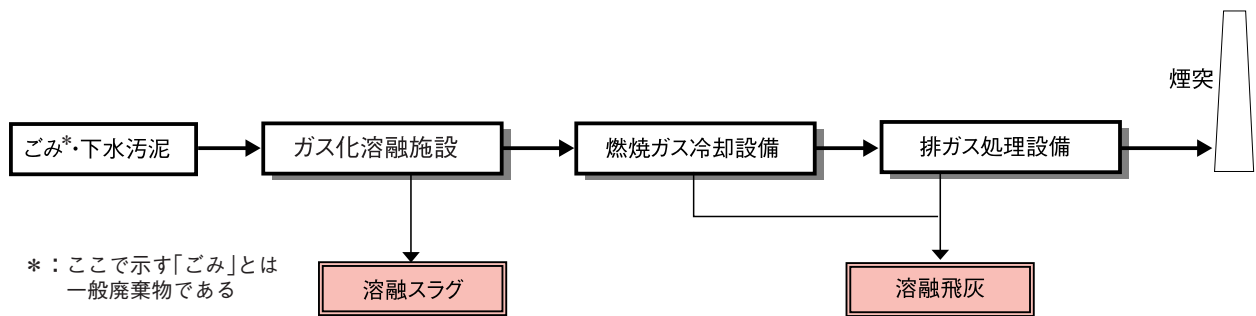 煙突
ごみ*・下水汚泥
ガス化溶融施設
燃焼ガス冷却設備
排ガス処理設備
*：ここで示す「ごみ」とは
一般廃棄物である
溶融スラグ
溶融飛灰